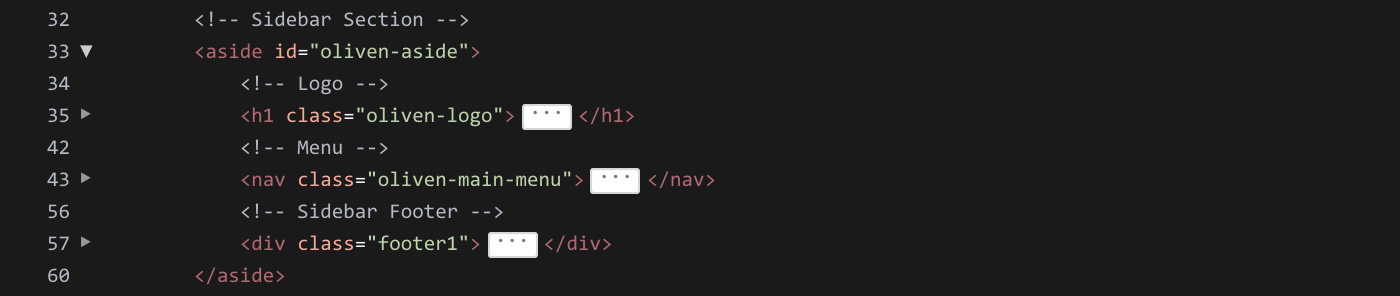 32 <!-- Sidebar Section -->
33 ▼ <aside id="oliven-aside">
34 <!-- Logo -->
35 ▶ <h1 class="oliven-logo"> ... </h1>
42 <!-- Menu -->
43 ▶ <nav class="oliven-main-menu"> ... </nav>
56 <!-- Sidebar Footer -->
57 ▶ <div class="footer1"> ... </div>
60 </aside>